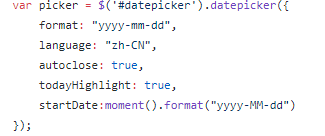 var picker = $('#datepicker').datepicker({
format: "yyyy-mm-dd",
language: "zh-CN",
autoclose: true,
todayHighlight: true,
startDate:moment().format("yyyy-MM-dd")
});